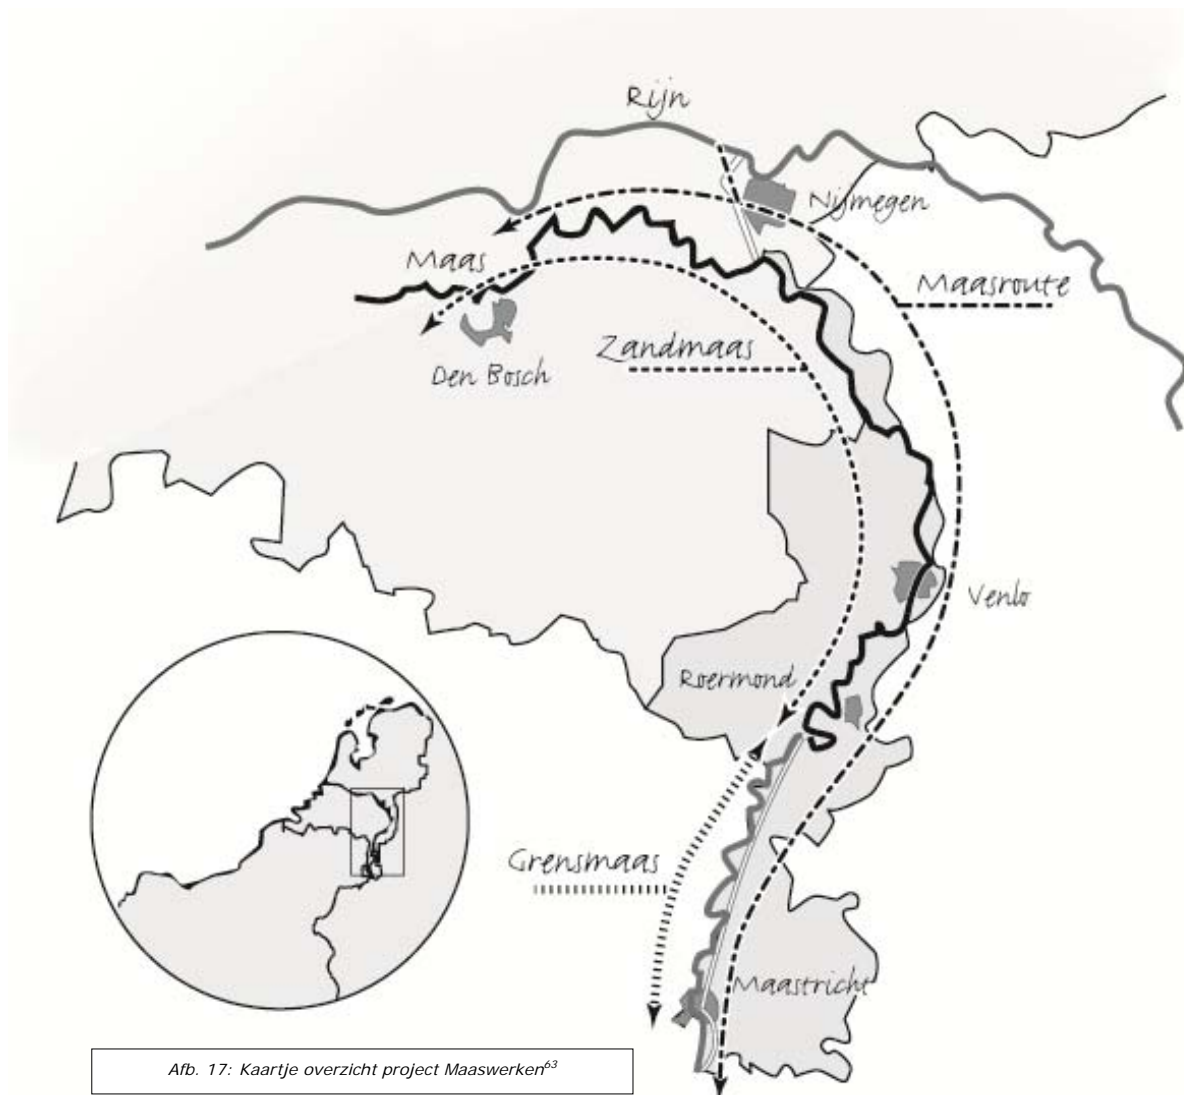 Rijn
Nijmegen
Maas
Maasroute
Zandmaas
Den Bosch
Venlo
Roermond
Grensmaas
Maastricht
Afb. 17: Kaartje overzicht project Maaswerken63